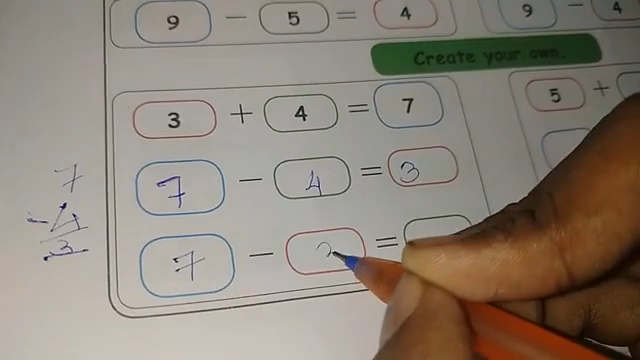 9 − 5 = 4
9 − 4
Create your own.
3 + 4 = 7
5 +
7 − 4 = 3
7
- 4
3
7 − 3 =